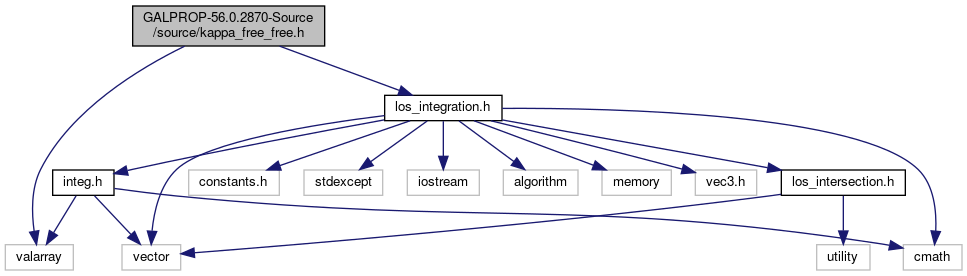 GALPROP-56.0.2870-Source
/source/kappa_free_free.h
los_integration.h
integ.h
constants.h
stdexcept
iostream
algorithm
memory
vec3.h
los_intersection.h
valarray
vector
utility
cmath